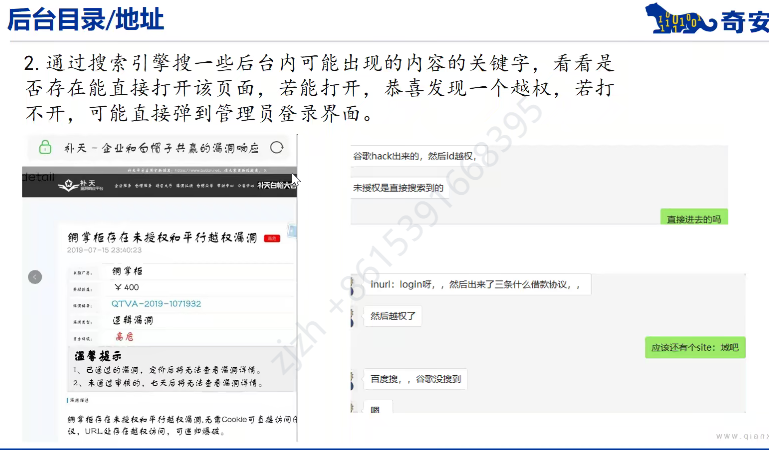 后台目录/地址
奇安
2.通过搜索引擎搜一些后台内可能出现的内容的关键字，看看是
否存在能直接打开该页面，若能打开，恭喜发现一个越权，若打
不开，可能直接弹到管理员登录界面。
补天 - 企业和白帽子共赢的漏洞响应
detail
补天
补天白帽大会
铜掌柜存在未授权和平行越权漏洞
2019-07-15 23:40:23
铜掌柜
￥400
QTVA-2019-1071932
逻辑漏洞
高危
温馨提示
1、已通过的漏洞，定价后将无法查看漏洞详情。
2、未通过审核的，七天后将无法查看漏洞详情。
铜掌柜存在未授权和平行越权漏洞,无需Cookie可直接访问
议，URL处存在越权访问，可遍历爆破。
谷歌hack出来的，然后id越权，
未授权是直接搜索到的
直接进去的吗
inurl：login呀，，然后出来了三条什么借款协议，，
然后越权了
应该还有个site：域吧
百度搜，，谷歌没搜到
嗯
zjzh +8615391668395
www.qianx